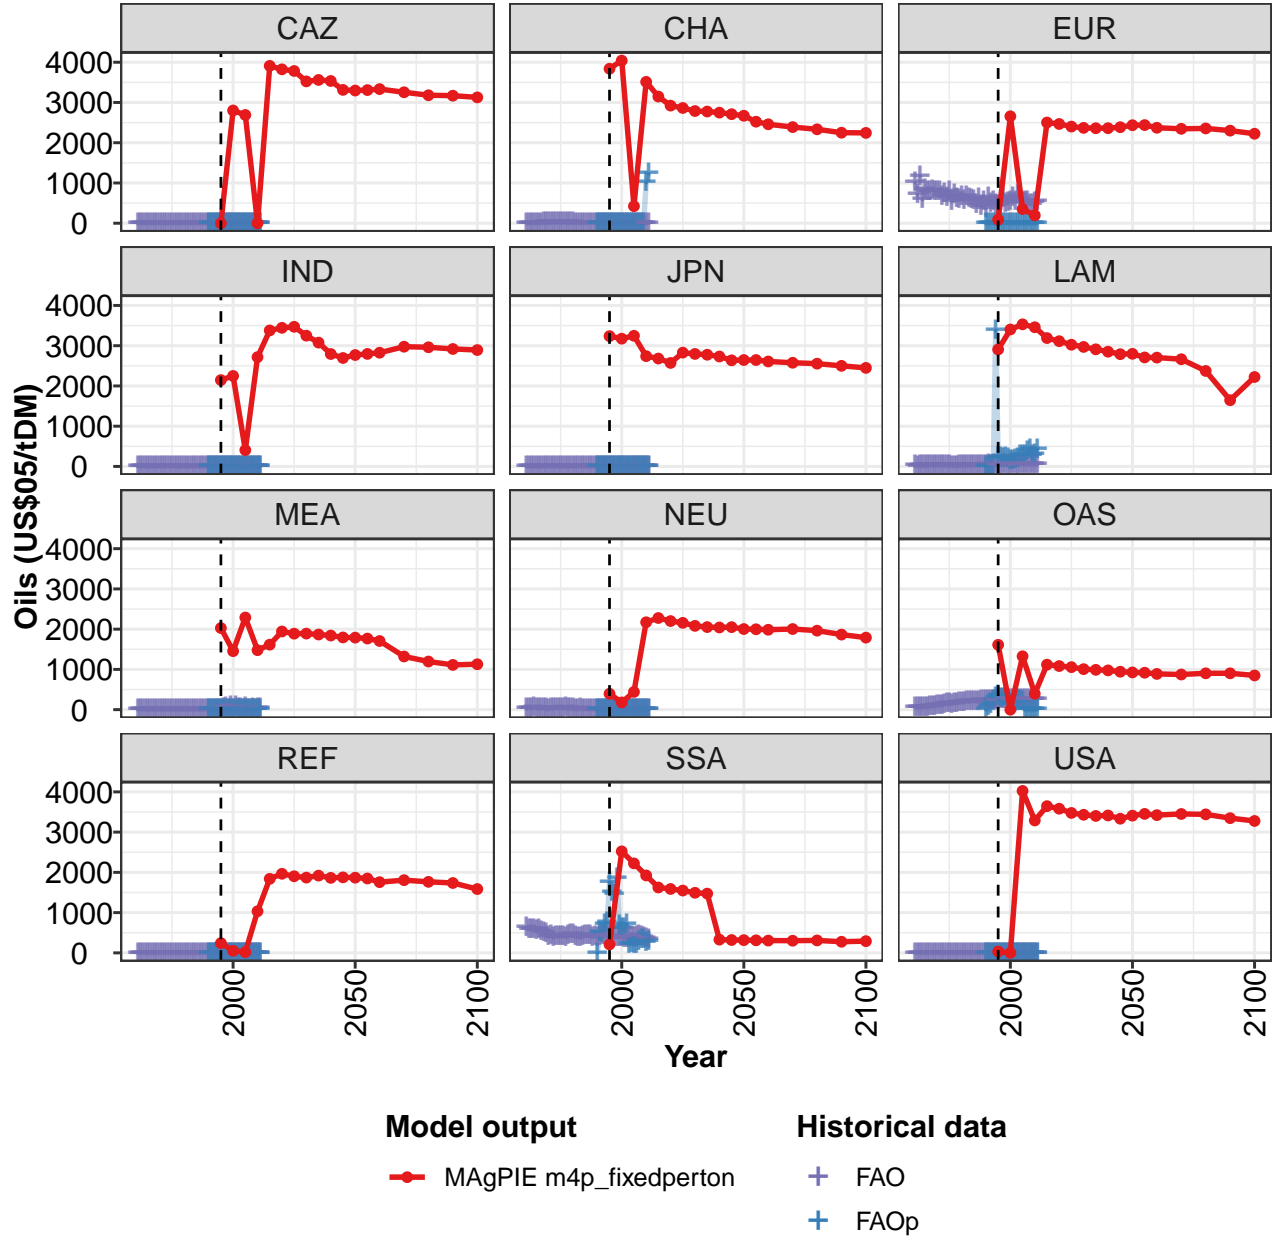 CAZ CHA EUR
4000
3000
2000
1000
0
IND JPN LAM
4000
3000
2000
1000
0
MEA NEU OAS
4000
3000
2000
1000
0
REF SSA USA
4000
3000
2000
1000
0
Oils (US$05/tDM)
2000 2050 2100 2000 2050 2100 2000 2050 2100
Year
Model output Historical data
MAgPIE m4p_fixedperton FAO
FAOp